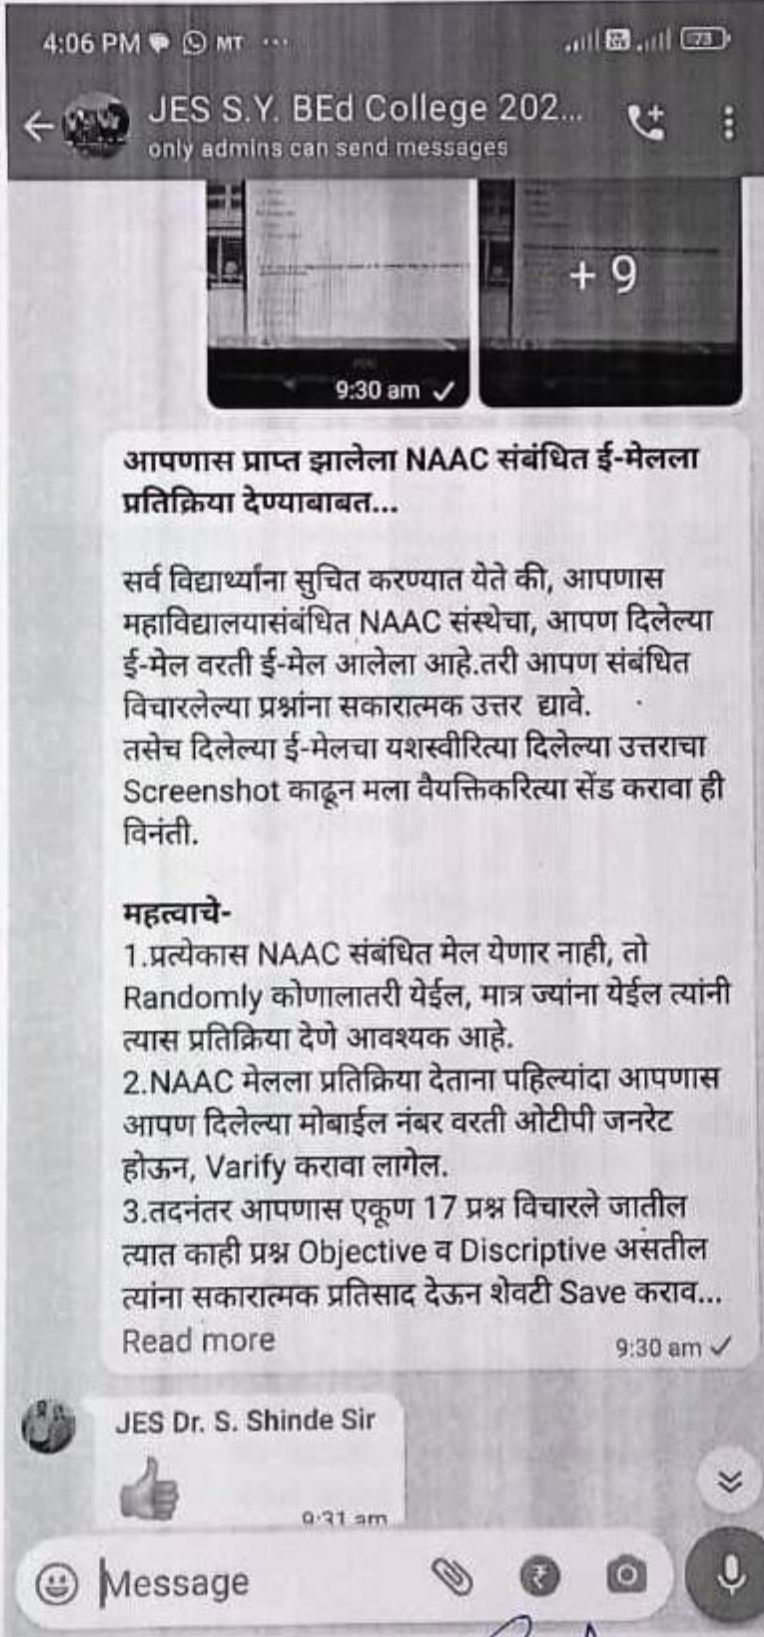 4:06 PM MT ...
73
JES S.Y. BEd College 202...
only admins can send messages
+ 9
9:30 am
आपणास प्राप्त झालेला NAAC संबंधित ई-मेलला
प्रतिक्रिया देण्याबाबत...
सर्व विद्यार्थ्यांना सुचित करण्यात येते की, आपणास
महाविद्यालयासंबंधित NAAC संस्थेचा, आपण दिलेल्या
ई-मेल वरती ई-मेल आलेला आहे.तरी आपण संबंधित
विचारलेल्या प्रश्नांना सकारात्मक उत्तर द्यावे.
तसेच दिलेल्या ई-मेलचा यशस्वीरित्या दिलेल्या उत्तराचा
Screenshot काढून मला वैयक्तिकरित्या सेंड करावा ही
विनंती.
महत्वाचे-
1.प्रत्येकास NAAC संबंधित मेल येणार नाही, तो
Randomly कोणालातरी येईल, मात्र ज्यांना येईल त्यांनी
त्यास प्रतिक्रिया देणे आवश्यक आहे.
2.NAAC मेलला प्रतिक्रिया देताना पहिल्यांदा आपणास
आपण दिलेल्या मोबाईल नंबर वरती ओटीपी जनरेट
होऊन, Varify करावा लागेल.
3.तदनंतर आपणास एकूण 17 प्रश्न विचारले जातील
त्यात काही प्रश्न Objective व Discriptive असतील
त्यांना सकारात्मक प्रतिसाद देऊन शेवटी Save कराव...
Read more
9:30 am
JES Dr. S. Shinde Sir
9:31 am
Message